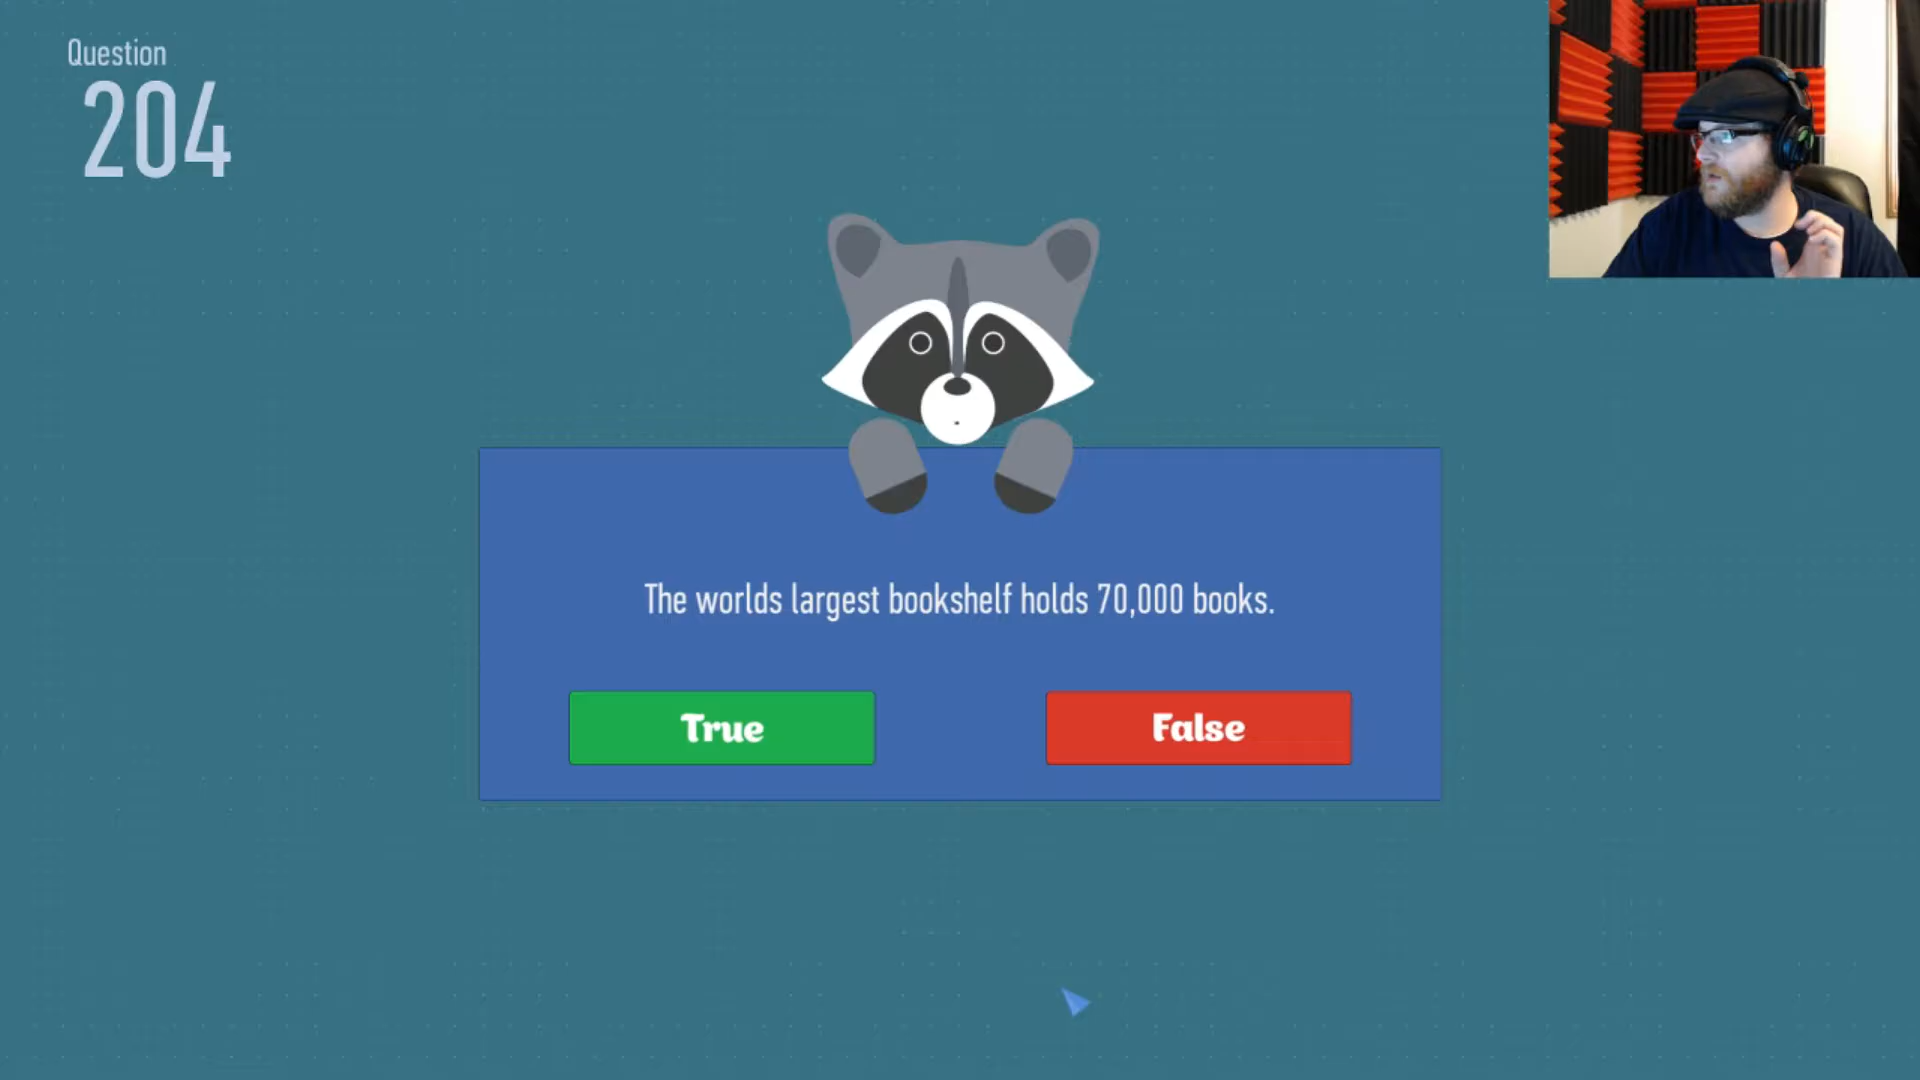 Question
204
The worlds largest bookshelf holds 70,000 books.
True
False